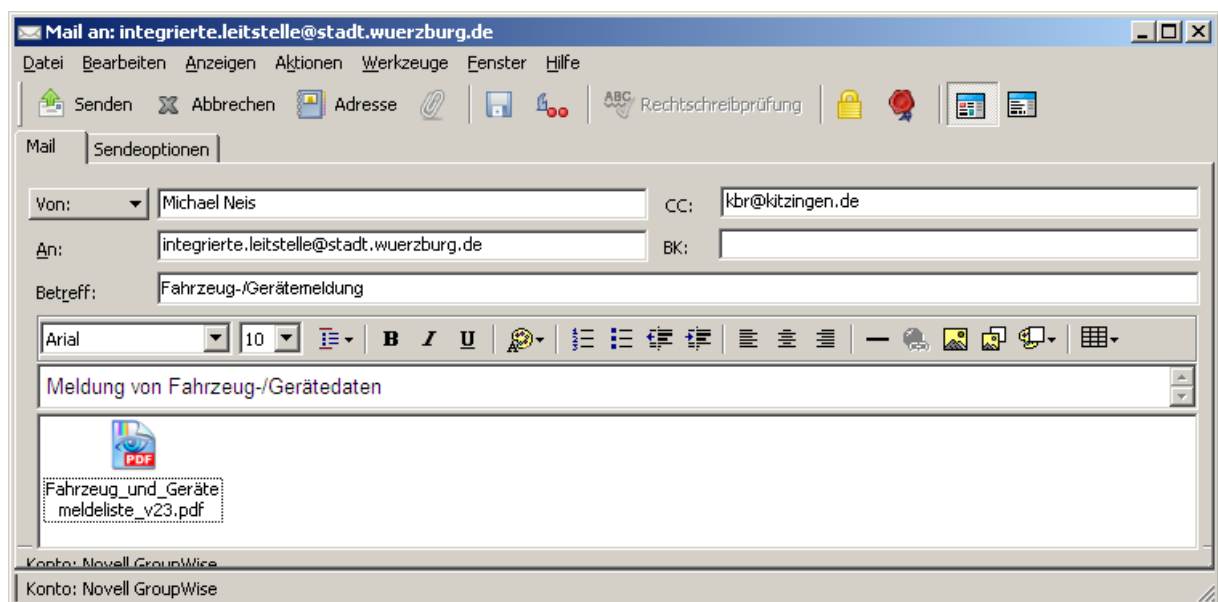 Mail an: integrierte.leitstelle@stadt.wuerzburg.de
Datei Bearbeiten Anzeigen Aktionen Werkzeuge Fenster Hilfe
Senden Abbrechen Adresse ABC Rechtschreibprüfung
Mail Sendeoptionen
Von: Michael Neis CC: kbr@kitzingen.de
An: integrierte.leitstelle@stadt.wuerzburg.de BK:
Betreff: Fahrzeug-/Gerätemeldung
Arial 10 B I U
Meldung von Fahrzeug-/Gerätedaten
PDF
Fahrzeug_und_Geräte
meldeliste_v23.pdf
Konto: Novell GroupWise
Konto: Novell GroupWise